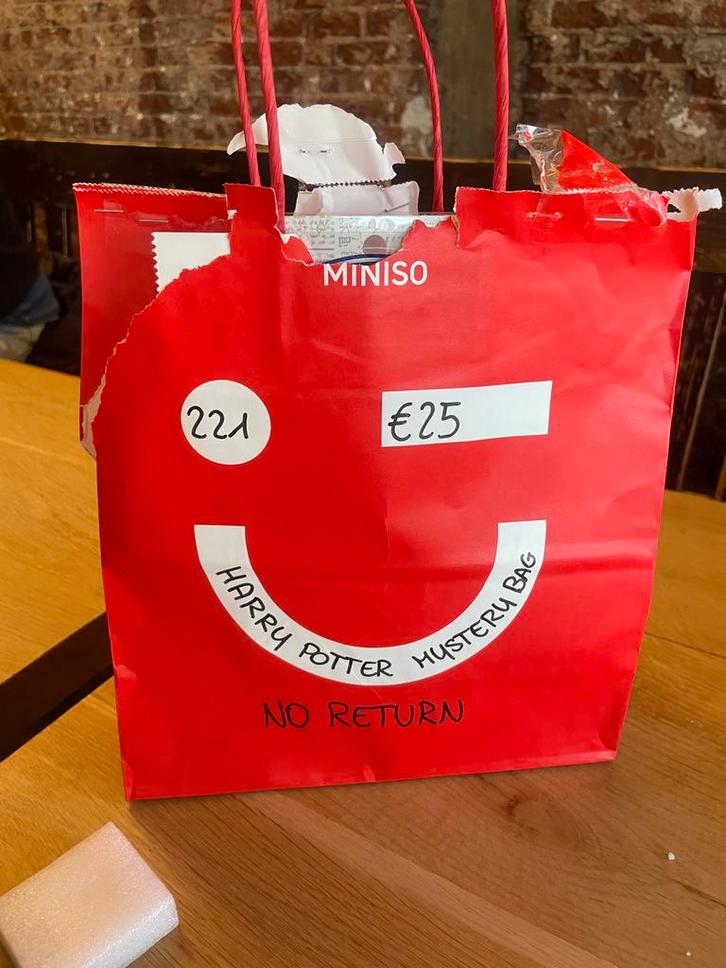 MINISO
221
€25
HARRY POTTER MYSTERY BAG
NO RETURN